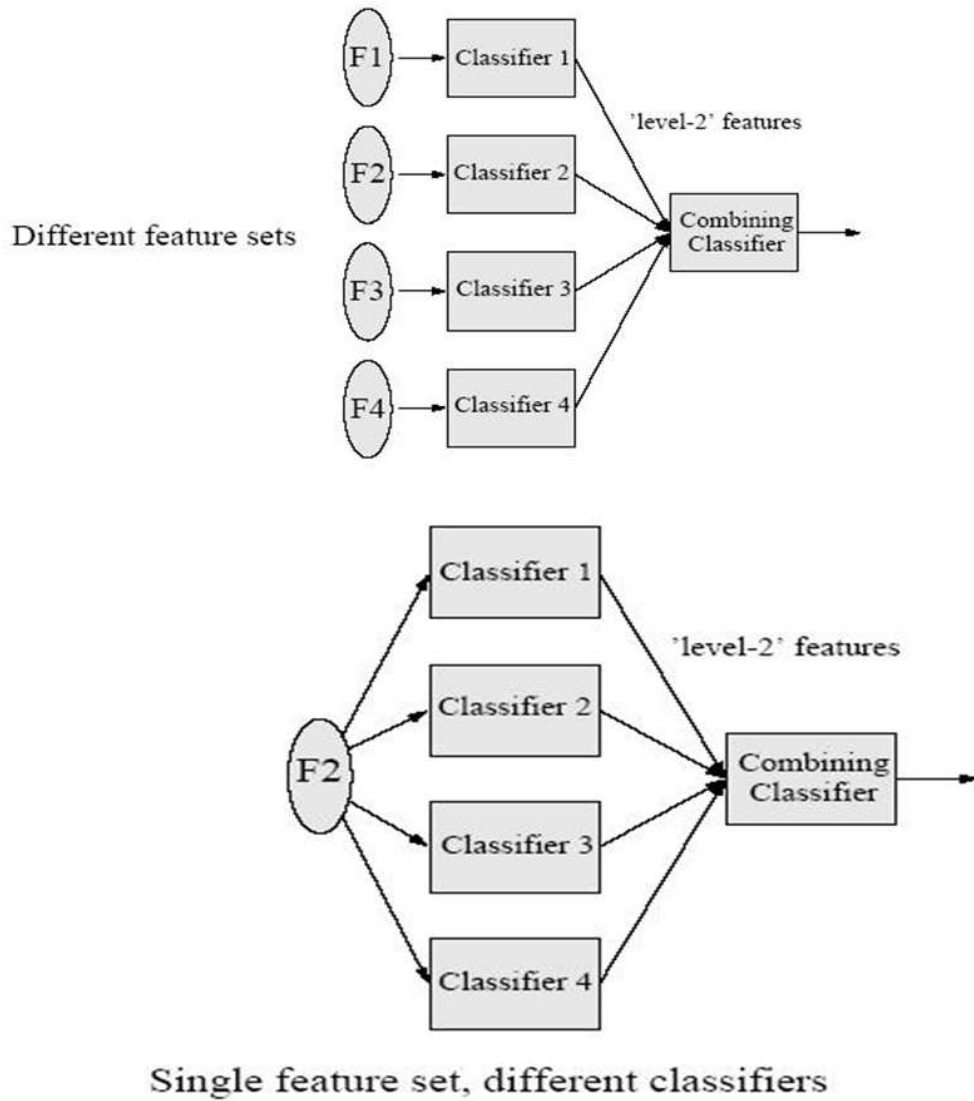 F1
Classifier 1
'level-2' features
F2
Classifier 2
Combining
Classifier
Different feature sets
F3
Classifier 3
F4
Classifier 4
Classifier 1
'level-2' features
Classifier 2
F2
Combining
Classifier
Classifier 3
Classifier 4
Single feature set, different classifiers